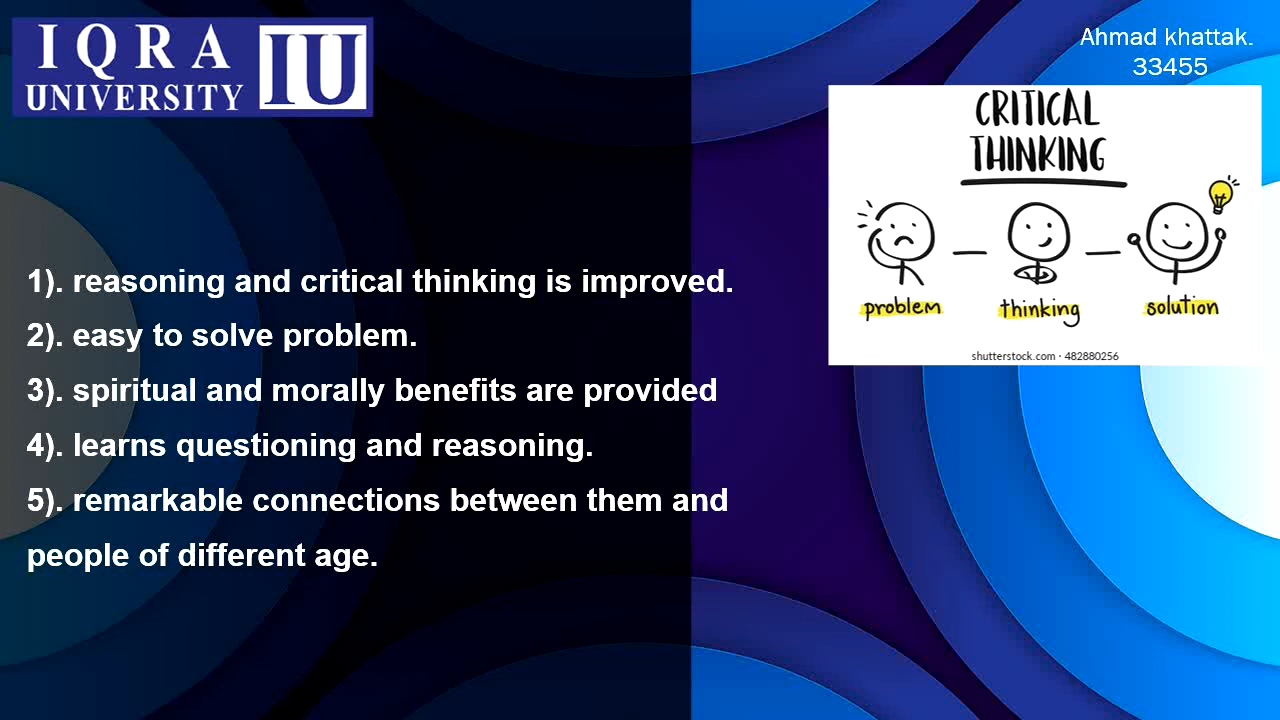 IQRA
UNIVERSITY
IU
Ahmad khattak.
33455
CRITICAL
THINKING
problem
thinking
solution
shutterstock.com · 482880256
1). reasoning and critical thinking is improved.
2). easy to solve problem.
3). spiritual and morally benefits are provided
4). learns questioning and reasoning.
5). remarkable connections between them and
people of different age.